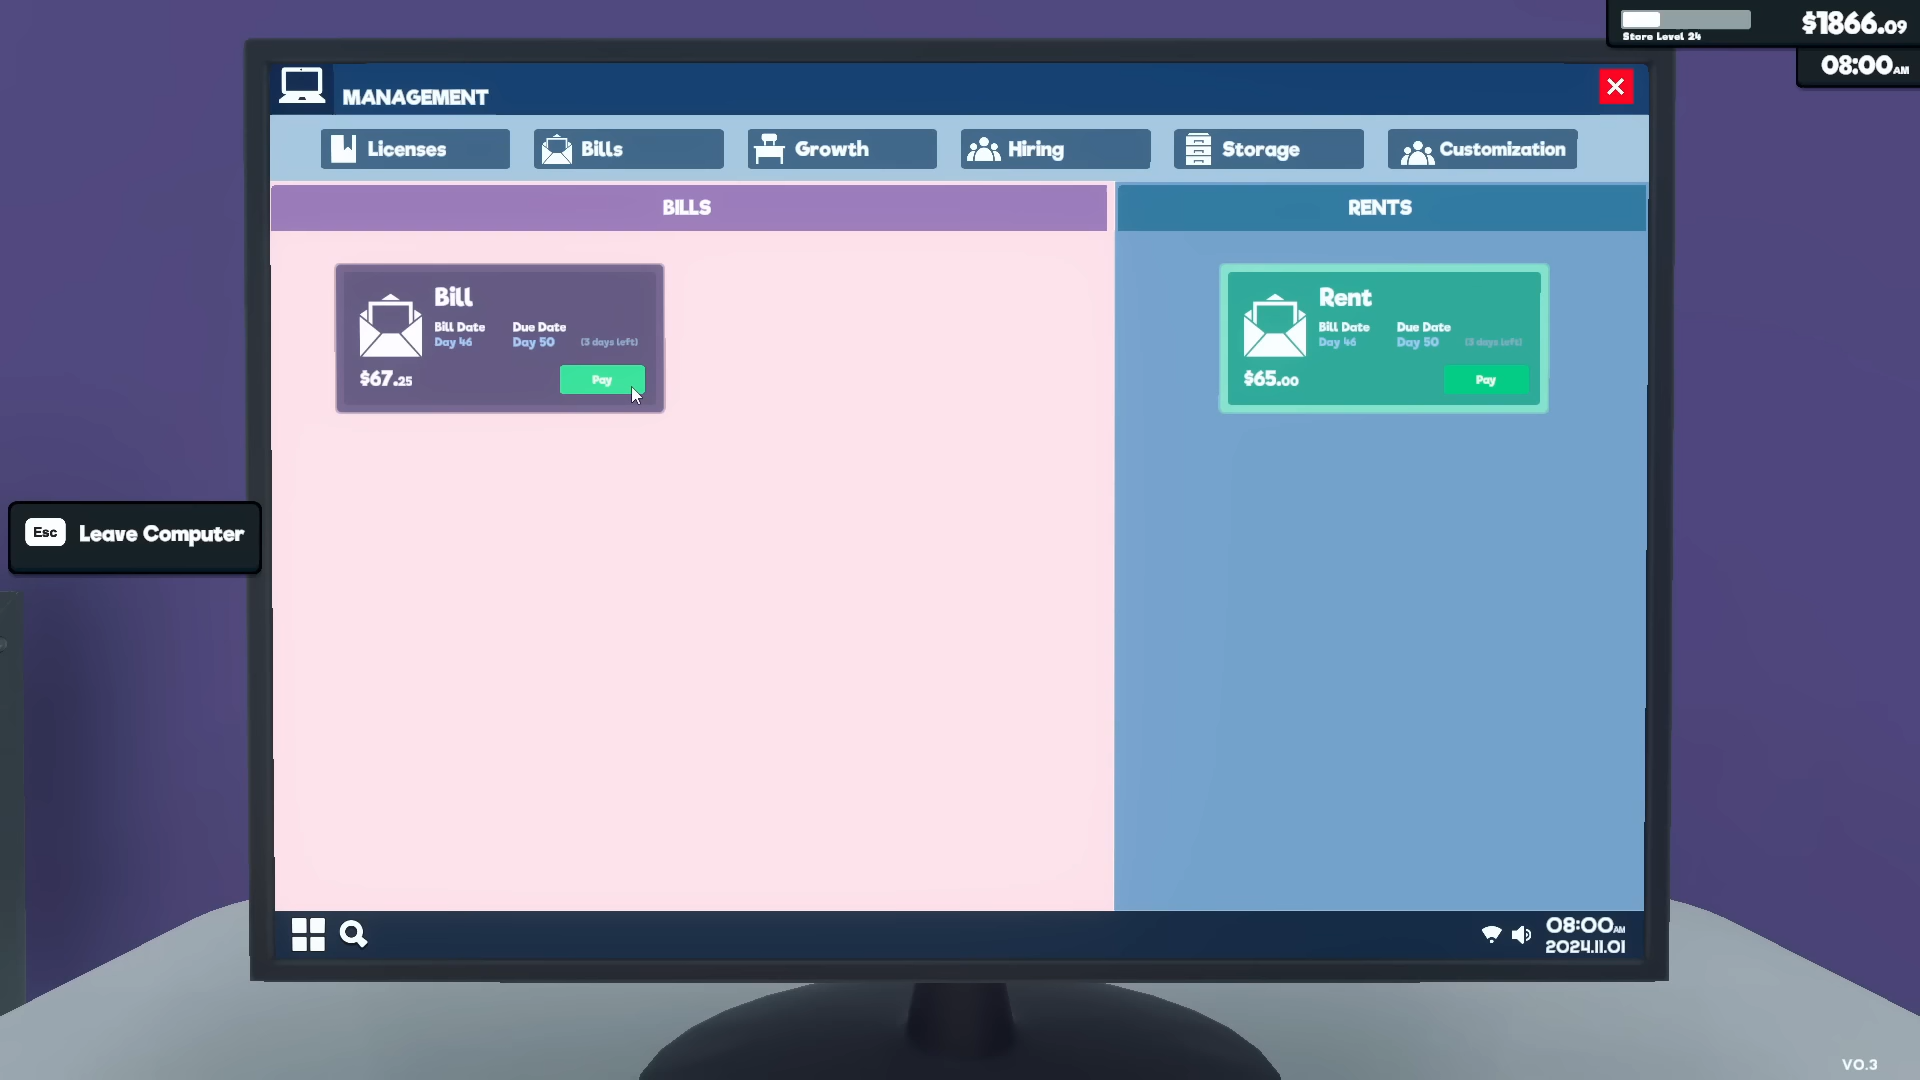 $1866.09
Store Level 24
08:00AM
MANAGEMENT
Licenses
Bills
Growth
Hiring
Storage
Customization
BILLS
RENTS
Bill
Bill Date
Due Date
Day 46
Day 50
(3 days left)
$67.25
Pay
Rent
Bill Date
Due Date
Day 46
Day 50
(3 days left)
$65.00
Pay
Esc
Leave Computer
08:00AM
2024.11.01
V0.3